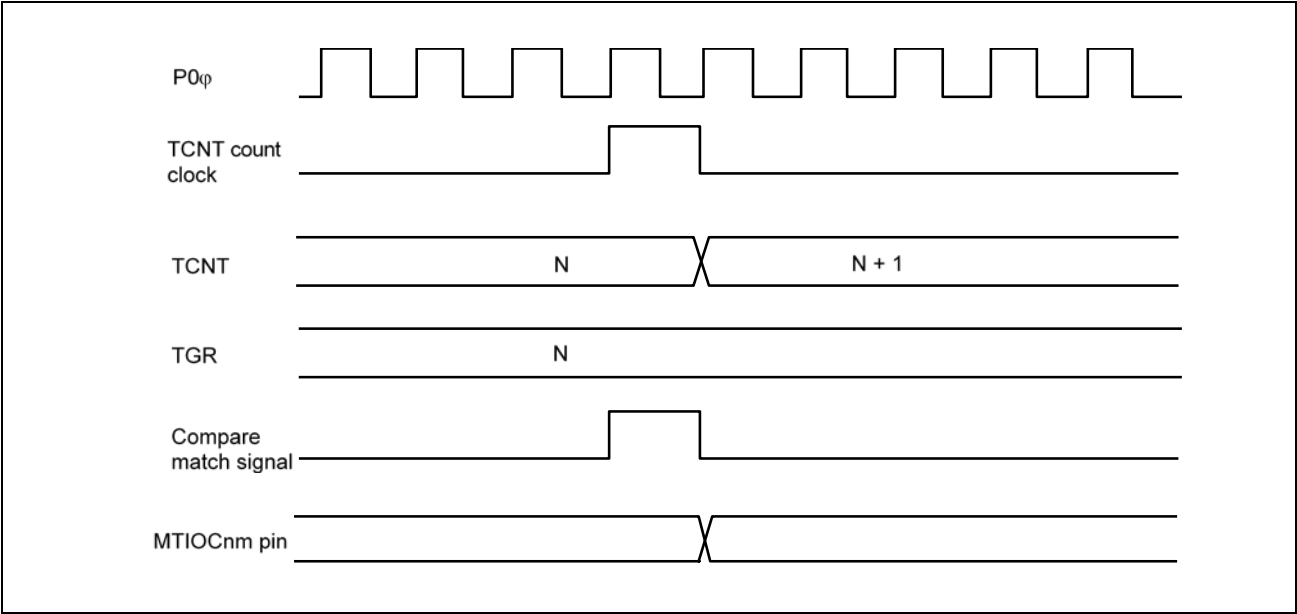 P0φ
TCNT count
clock
TCNT
N
N + 1
TGR
N
Compare
match signal
MTIOCnm pin